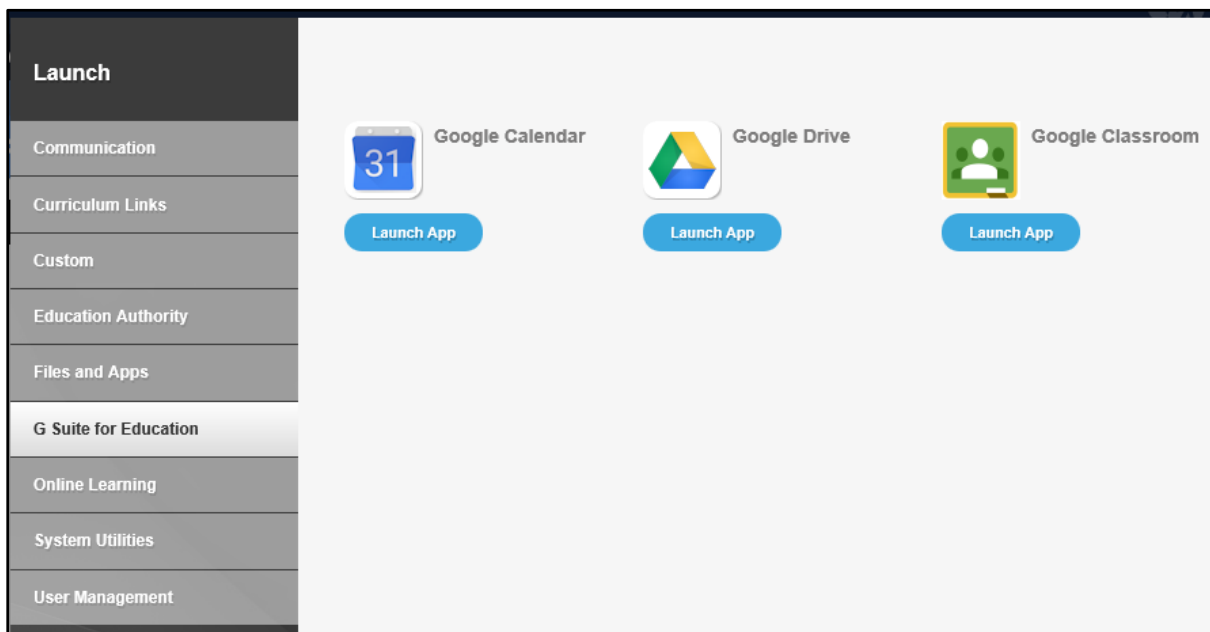 Launch
Communication
Curriculum Links
Custom
Education Authority
Files and Apps
G Suite for Education
Online Learning
System Utilities
User Management
Google Calendar
31
Launch App
Google Drive
Launch App
Google Classroom
Launch App